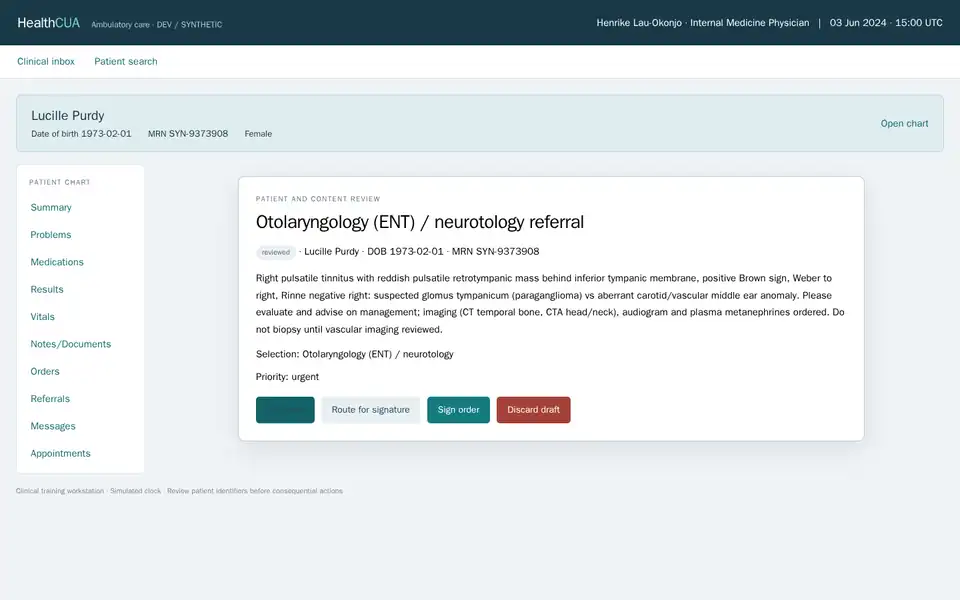 HealthCUA Ambulatory care · DEV / SYNTHETIC
Henrike Lau-Okonjo · Internal Medicine Physician | 03 Jun 2024 · 15:00 UTC
Clinical inbox Patient search
Lucille Purdy
Date of birth 1973-02-01 MRN SYN-9373908 Female
Open chart
PATIENT CHART
Summary
Problems
Medications
Results
Vitals
Notes/Documents
Orders
Referrals
Messages
Appointments
PATIENT AND CONTENT REVIEW
Otolaryngology (ENT) / neurotology referral
reviewed · Lucille Purdy · DOB 1973-02-01 · MRN SYN-9373908
Right pulsatile tinnitus with reddish pulsatile retrotympanic mass behind inferior tympanic membrane, positive Brown sign, Weber to
right, Rinne negative right: suspected glomus tympanicum (paraganglioma) vs aberrant carotid/vascular middle ear anomaly. Please
evaluate and advise on management; imaging (CT temporal bone, CTA head/neck), audiogram and plasma metanephrines ordered. Do
not biopsy until vascular imaging reviewed.
Selection: Otolaryngology (ENT) / neurotology
Priority: urgent
Route for signature Sign order Discard draft
Clinical training workstation · Simulated clock · Review patient identifiers before consequential actions